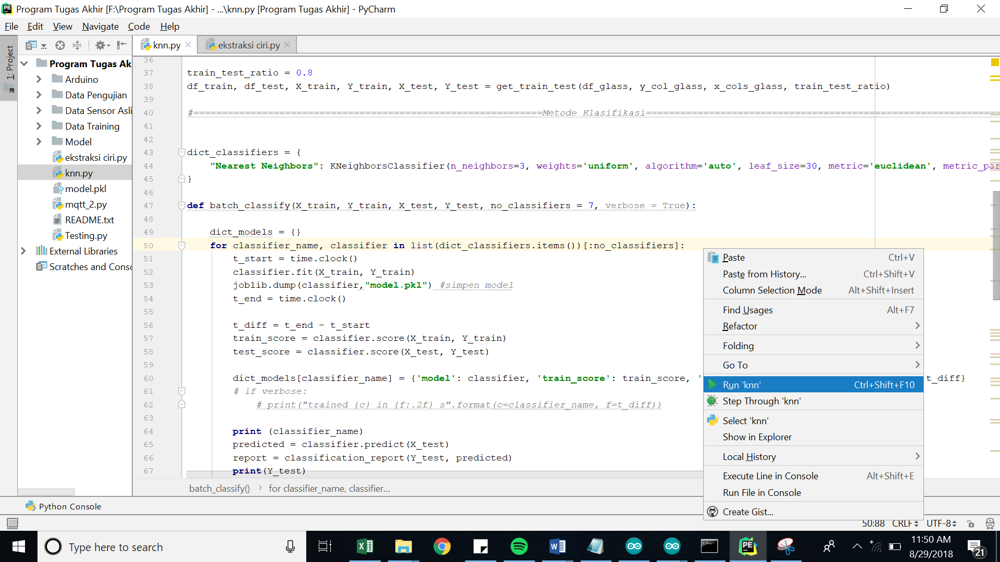 Program Tugas Akhir [F:\Program Tugas Akhir] - ...\knn.py [Program Tugas Akhir] - PyCharm
File Edit View Navigate Code Help
1: Project
knn.py
ekstraksi ciri.py
Program Tugas Ak
Arduino
Data Pengujian
Data Sensor Asli
Data Training
Model
ekstraksi ciri.py
knn.py
model.pkl
mqtt_2.py
README.txt
Testing.py
External Libraries
Scratches and Conso
36
37 train_test_ratio = 0.8
38 df_train, df_test, X_train, Y_train, X_test, Y_test = get_train_test(df_glass, y_col_glass, x_cols_glass, train_test_ratio)
39
40 #=============================================================Metode Klasifikasi==============================================================
41
42
43 dict_classifiers = {
44 "Nearest Neighbors": KNeighborsClassifier(n_neighbors=3, weights='uniform', algorithm='auto', leaf_size=30, metric='euclidean', metric_par
45 }
46
47 def batch_classify(X_train, Y_train, X_test, Y_test, no_classifiers = 7, verbose = True):
48
49 dict_models = {}
50 for classifier_name, classifier in list(dict_classifiers.items())[:no_classifiers]:
51 t_start = time.clock()
52 classifier.fit(X_train, Y_train)
53 joblib.dump(classifier,"model.pkl") #simpen model
54 t_end = time.clock()
55
56 t_diff = t_end - t_start
57 train_score = classifier.score(X_train, Y_train)
58 test_score = classifier.score(X_test, Y_test)
59
60 dict_models[classifier_name] = {'model': classifier, 'train_score': train_score, ' t_diff}
61 # if verbose:
62 # print("trained {c} in {f:.2f} s".format(c=classifier_name, f=t_diff))
63
64 print (classifier_name)
65 predicted = classifier.predict(X_test)
66 report = classification_report(Y_test, predicted)
67 print(Y_test)
Paste Ctrl+V
Paste from History... Ctrl+Shift+V
Column Selection Mode Alt+Shift+Insert
Find Usages Alt+F7
Refactor
Folding
Go To
Run 'knn' Ctrl+Shift+F10
Step Through 'knn'
Select 'knn'
Show in Explorer
Local History
Execute Line in Console Alt+Shift+E
Run File in Console
Create Gist...
batch_classify() for classifier_name, classifier...
Python Console
50:88 CRLF UTF-8
Type here to search
11:50 AM
8/29/2018
21